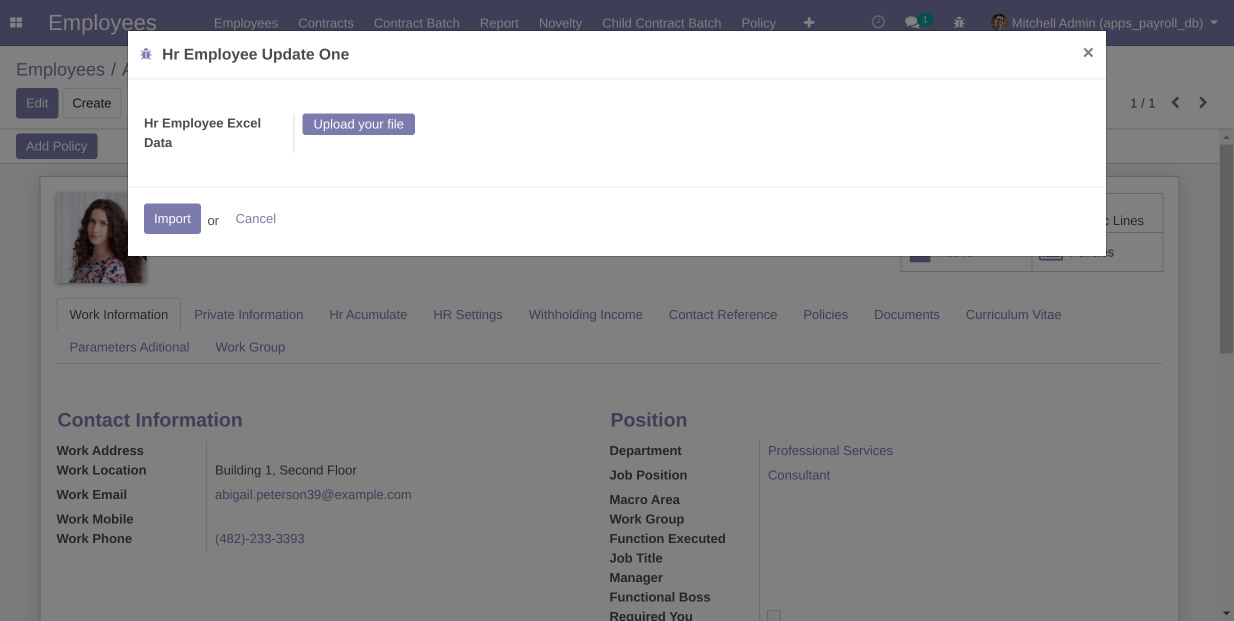 Employees
Employees Contracts Contract Batch Report Novelty Child Contract Batch Policy
1 Mitchell Admin (apps_payroll_db)
Hr Employee Update One
×
Employees /
Edit Create
1 / 1
Add Policy
Hr Employee Excel
Data
Upload your file
Import or Cancel
Lines
Work Information Private Information Hr Acumulate HR Settings Withholding Income Contact Reference Policies Documents Curriculum Vitae
Parameters Aditional Work Group
Contact Information
Work Address
Work Location Building 1, Second Floor
Work Email abigail.peterson39@example.com
Work Mobile
Work Phone (482)-233-3393
Position
Department Professional Services
Job Position Consultant
Macro Area
Work Group
Function Executed
Job Title
Manager
Functional Boss
Required You